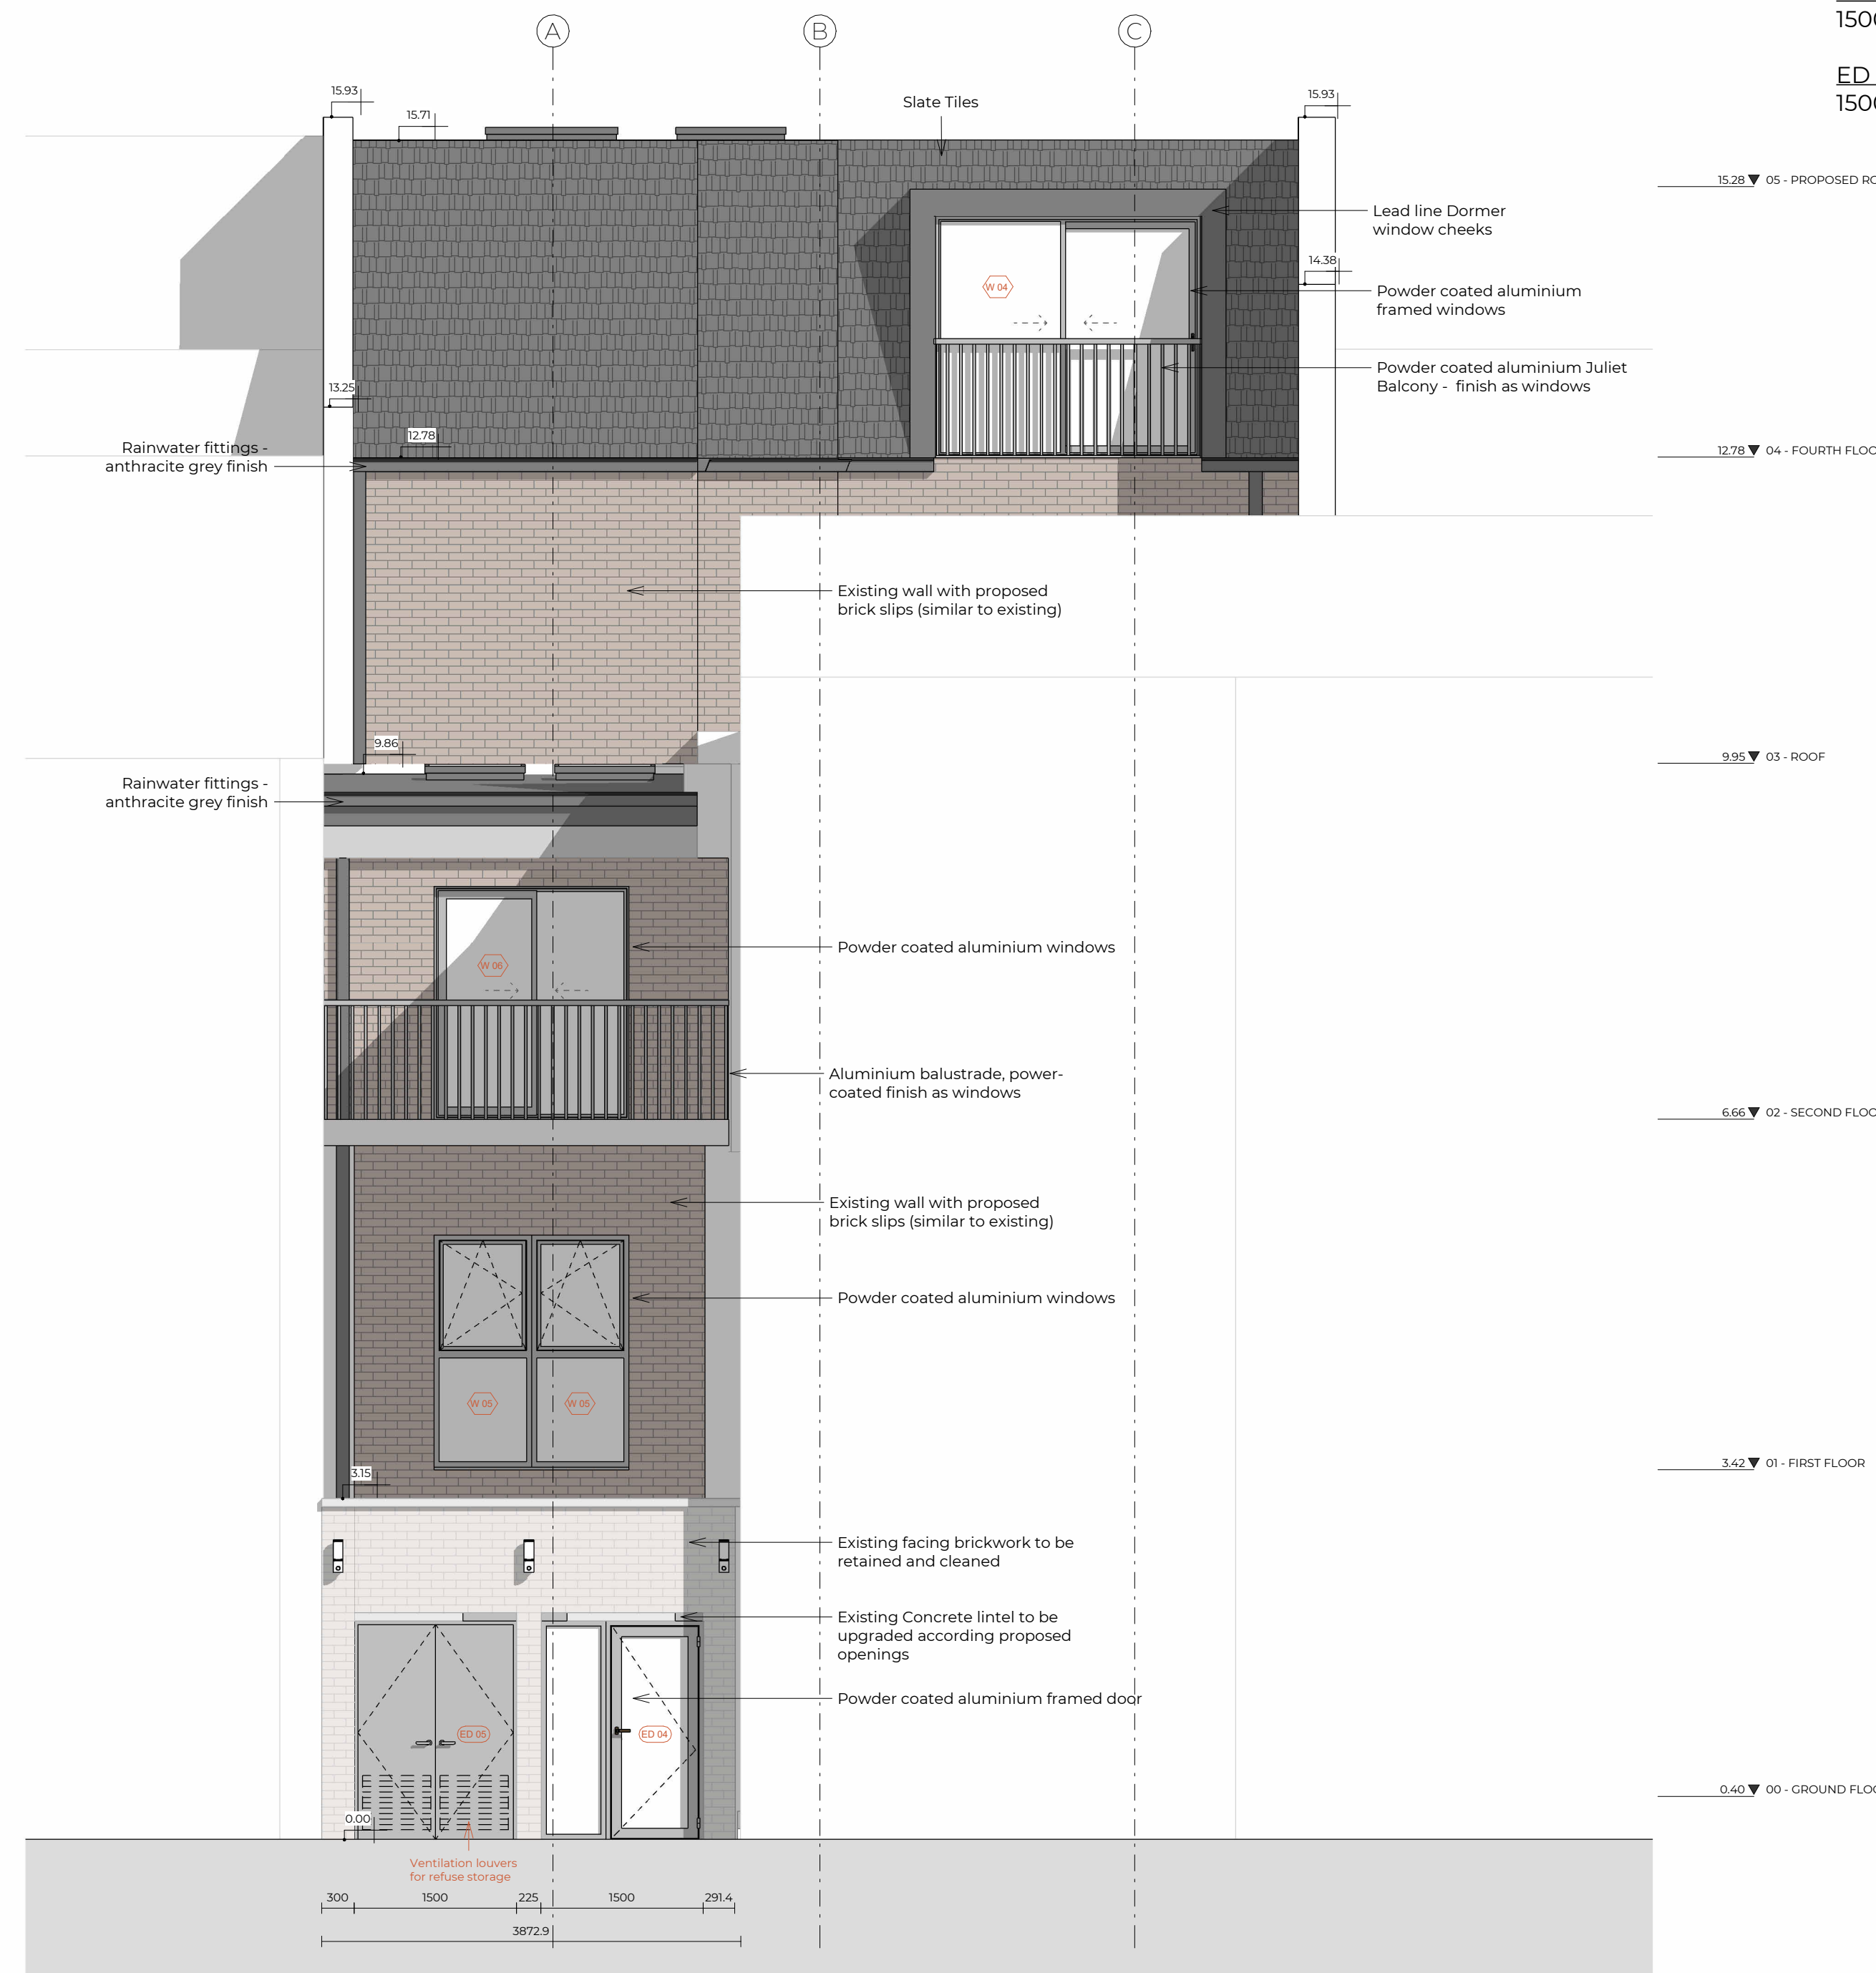 A
B
C
1500
ED
1500
15.93
15.71
Slate Tiles
15.93
15.28 05 - PROPOSED RO
Lead line Dormer
window cheeks
14.38
W 04
Powder coated aluminium
framed windows
Powder coated aluminium Juliet
Balcony - finish as windows
13.25
12.78
Rainwater fittings -
anthracite grey finish
12.78 04 - FOURTH FLOO
Existing wall with proposed
brick slips (similar to existing)
9.86
9.95 03 - ROOF
Rainwater fittings -
anthracite grey finish
Powder coated aluminium windows
W 06
Aluminium balustrade, power-
coated finish as windows
6.66 02 - SECOND FLOO
Existing wall with proposed
brick slips (similar to existing)
Powder coated aluminium windows
W 05
W 05
3.15
3.42 01 - FIRST FLOOR
Existing facing brickwork to be
retained and cleaned
Existing Concrete lintel to be
upgraded according proposed
openings
Powder coated aluminium framed door
ED 05
ED 04
0.40 00 - GROUND FLOO
0.00
Ventilation louvers
for refuse storage
300
1500
225
1500
291.4
3872.9